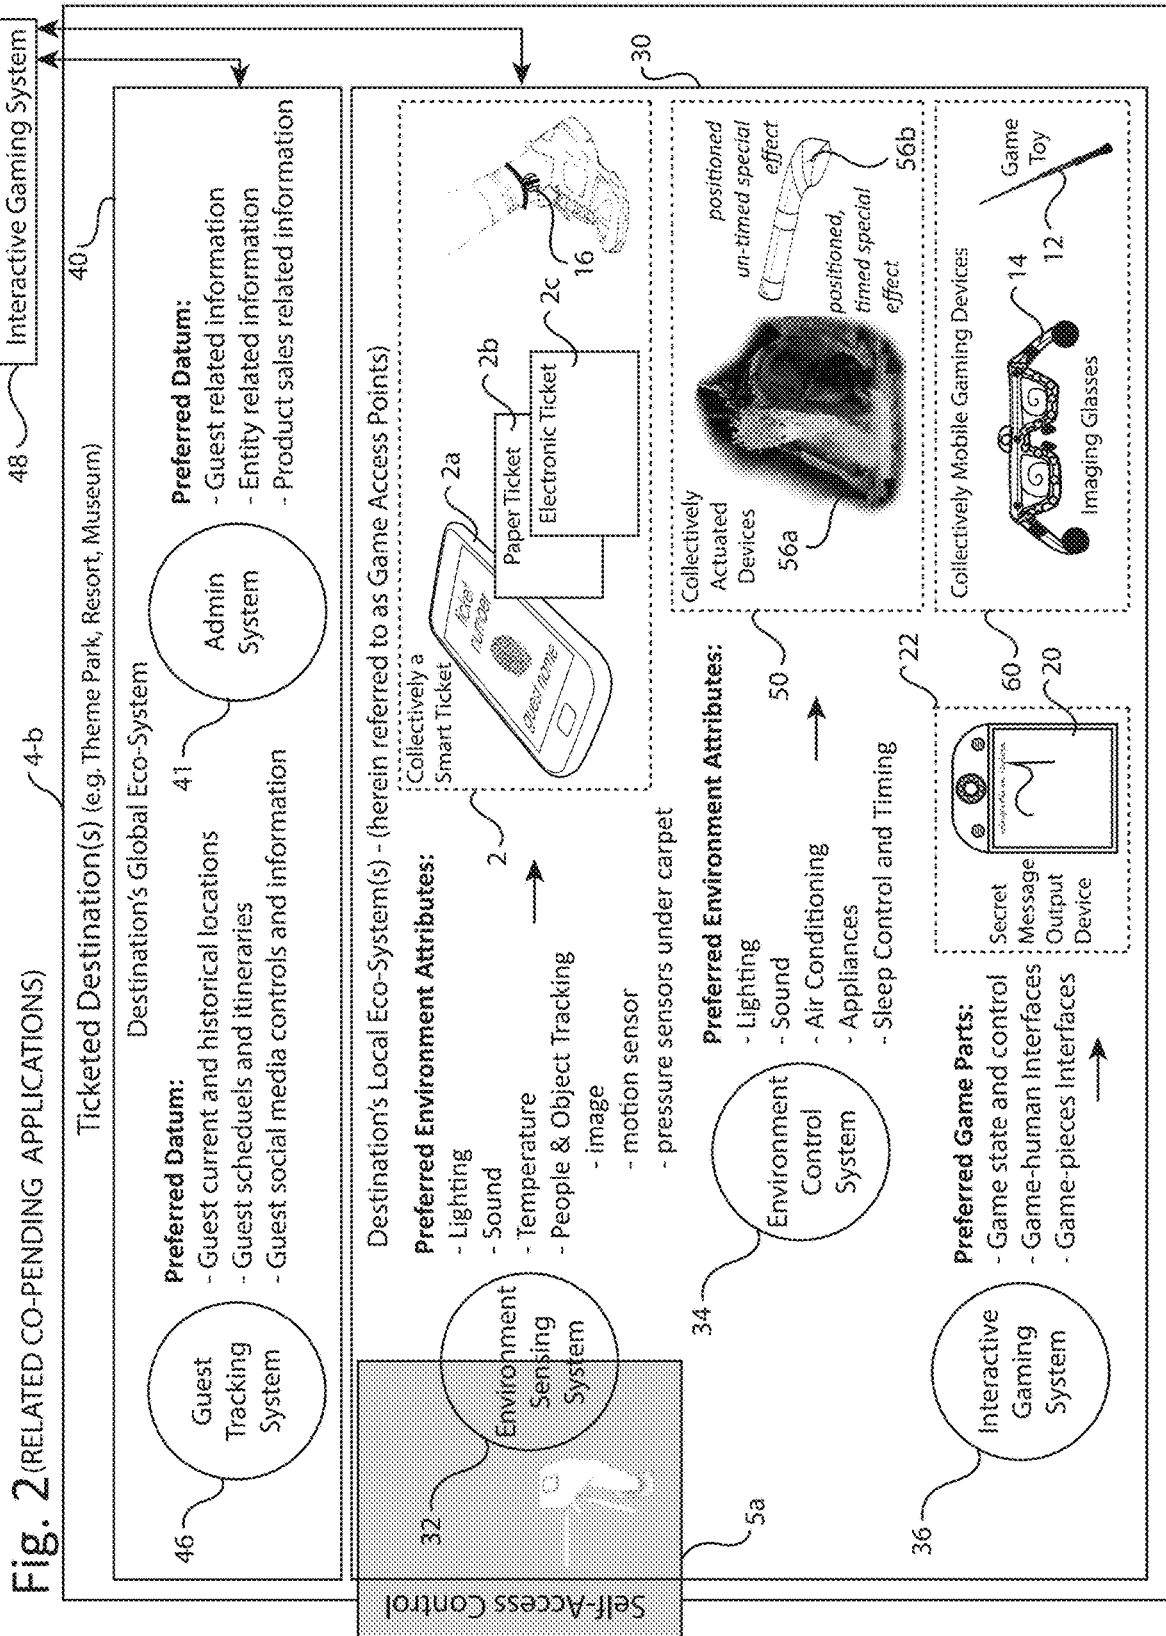 Fig. 2 (RELATED CO-PENDING APPLICATIONS)
4-b
48
Interactive Gaming System
Ticketed Destination(s) (e.g. Theme Park, Resort, Museum)
40
Destination's Global Eco-System
46
Guest
Tracking
System
Preferred Datum:
- Guest current and historical locations
- Guest scheduels and itineraries
- Guest social media controls and information
41
Admin
System
Preferred Datum:
- Guest related information
- Entity related information
- Product sales related information
Destination's Local Eco-System(s) - (herein referred to as Game Access Points)
30
Self-Access Control
5a
32
Environment
Sensing
System
Preferred Environment Attributes:
- Lighting
- Sound
- Temperature
- People & Object Tracking
- image
- motion sensor
- pressure sensors under carpet
2
Collectively a
Smart Ticket
2a
ticket
number
guest name
Paper Ticket
2b
Electronic Ticket
2c
16
34
Environment
Control
System
Preferred Environment Attributes:
- Lighting
- Sound
- Air Conditioning
- Appliances
- Sleep Control and Timing
50
Collectively
Actuated
Devices
56a
positioned
un-timed special
effect
positioned,
timed special
effect
56b
36
Interactive
Gaming
System
Preferred Game Parts:
- Game state and control
- Game-human Interfaces
- Game-pieces Interfaces
22
Secret
Message
Output
Device
20
60
Collectively Mobile Gaming Devices:
14
Imaging Glasses
12
Game
Toy